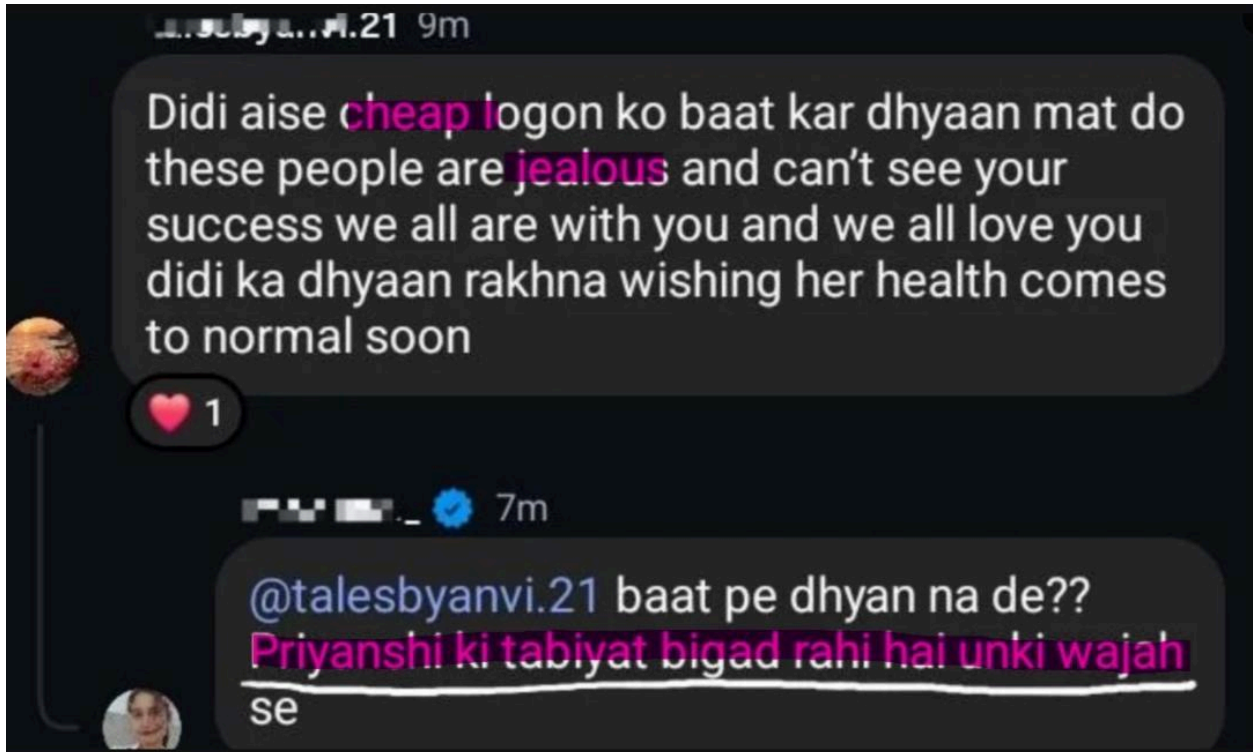 9m
Didi aise cheap logon ko baat kar dhyaan mat do
these people are jealous and can't see your
success we all are with you and we all love you
didi ka dhyaan rakhna wishing her health comes
to normal soon
1
7m
@talesbyanvi.21 baat pe dhyan na de??
Priyanshi ki tabiyat bigad rahi hai unki wajah
se